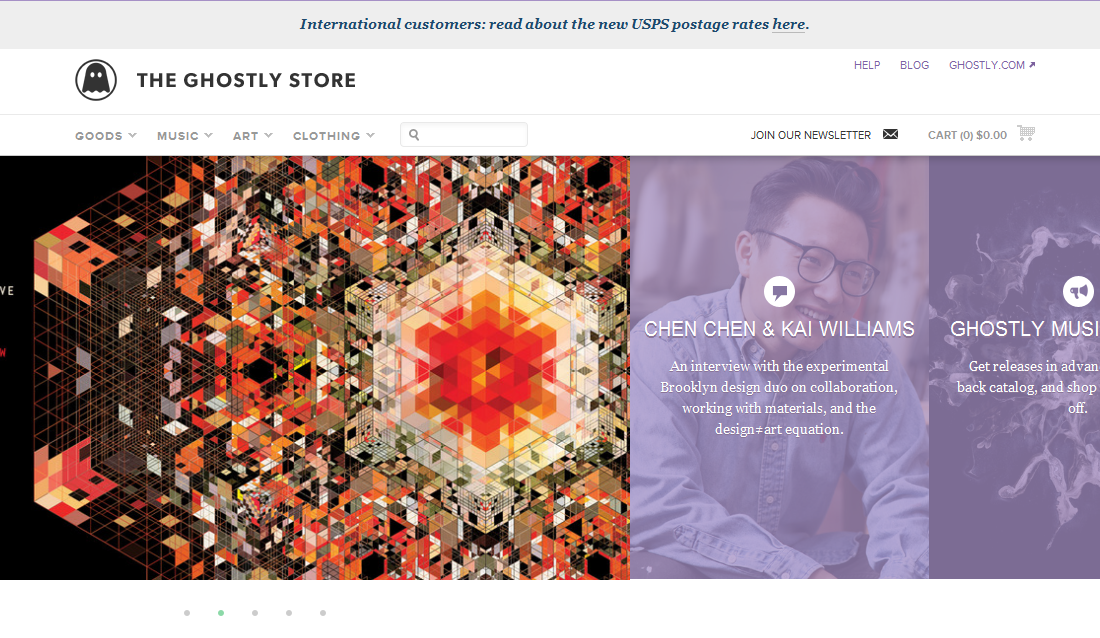 International customers: read about the new USPS postage rates here.
THE GHOSTLY STORE
HELP BLOG GHOSTLY.COM
GOODS MUSIC ART CLOTHING
JOIN OUR NEWSLETTER CART (0) $0.00
VE
W
CHEN CHEN & KAI WILLIAMS
An interview with the experimental
Brooklyn design duo on collaboration,
working with materials, and the
design≠art equation.
GHOSTLY MUSI
Get releases in advan
back catalog, and shop
off.